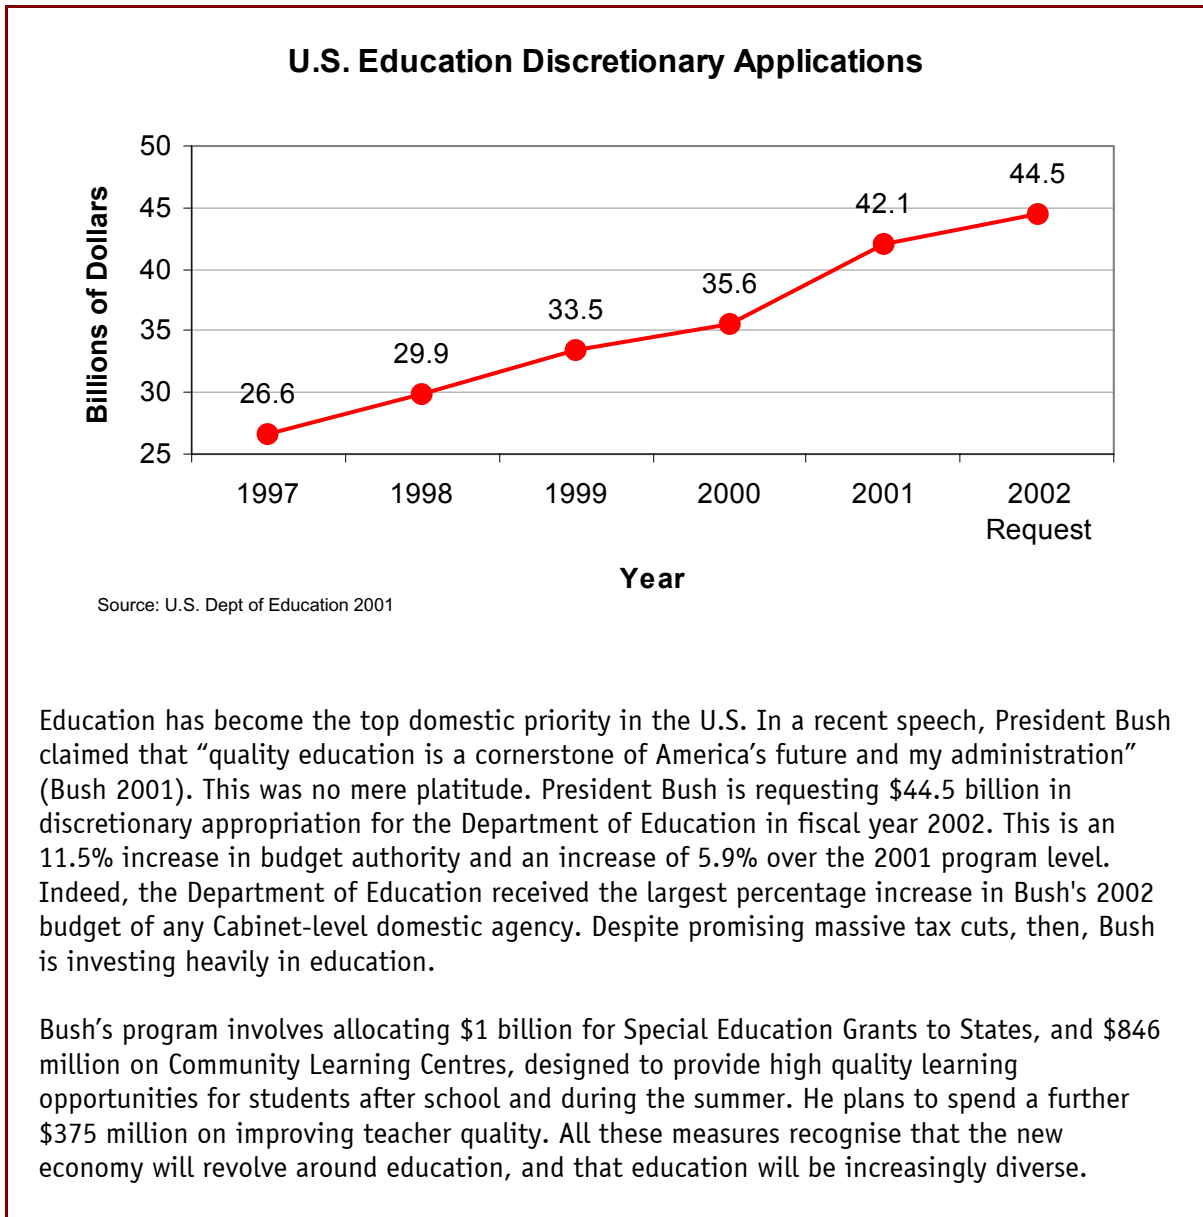 U.S. Education Discretionary Applications
50
45
40
35
30
25
Billions of Dollars
26.6
29.9
33.5
35.6
42.1
44.5
1997
1998
1999
2000
2001
2002
Request
Year
Source: U.S. Dept of Education 2001
Education has become the top domestic priority in the U.S. In a recent speech, President Bush
claimed that “quality education is a cornerstone of America’s future and my administration”
(Bush 2001). This was no mere platitude. President Bush is requesting $44.5 billion in
discretionary appropriation for the Department of Education in fiscal year 2002. This is an
11.5% increase in budget authority and an increase of 5.9% over the 2001 program level.
Indeed, the Department of Education received the largest percentage increase in Bush's 2002
budget of any Cabinet-level domestic agency. Despite promising massive tax cuts, then, Bush
is investing heavily in education.
Bush’s program involves allocating $1 billion for Special Education Grants to States, and $846
million on Community Learning Centres, designed to provide high quality learning
opportunities for students after school and during the summer. He plans to spend a further
$375 million on improving teacher quality. All these measures recognise that the new
economy will revolve around education, and that education will be increasingly diverse.